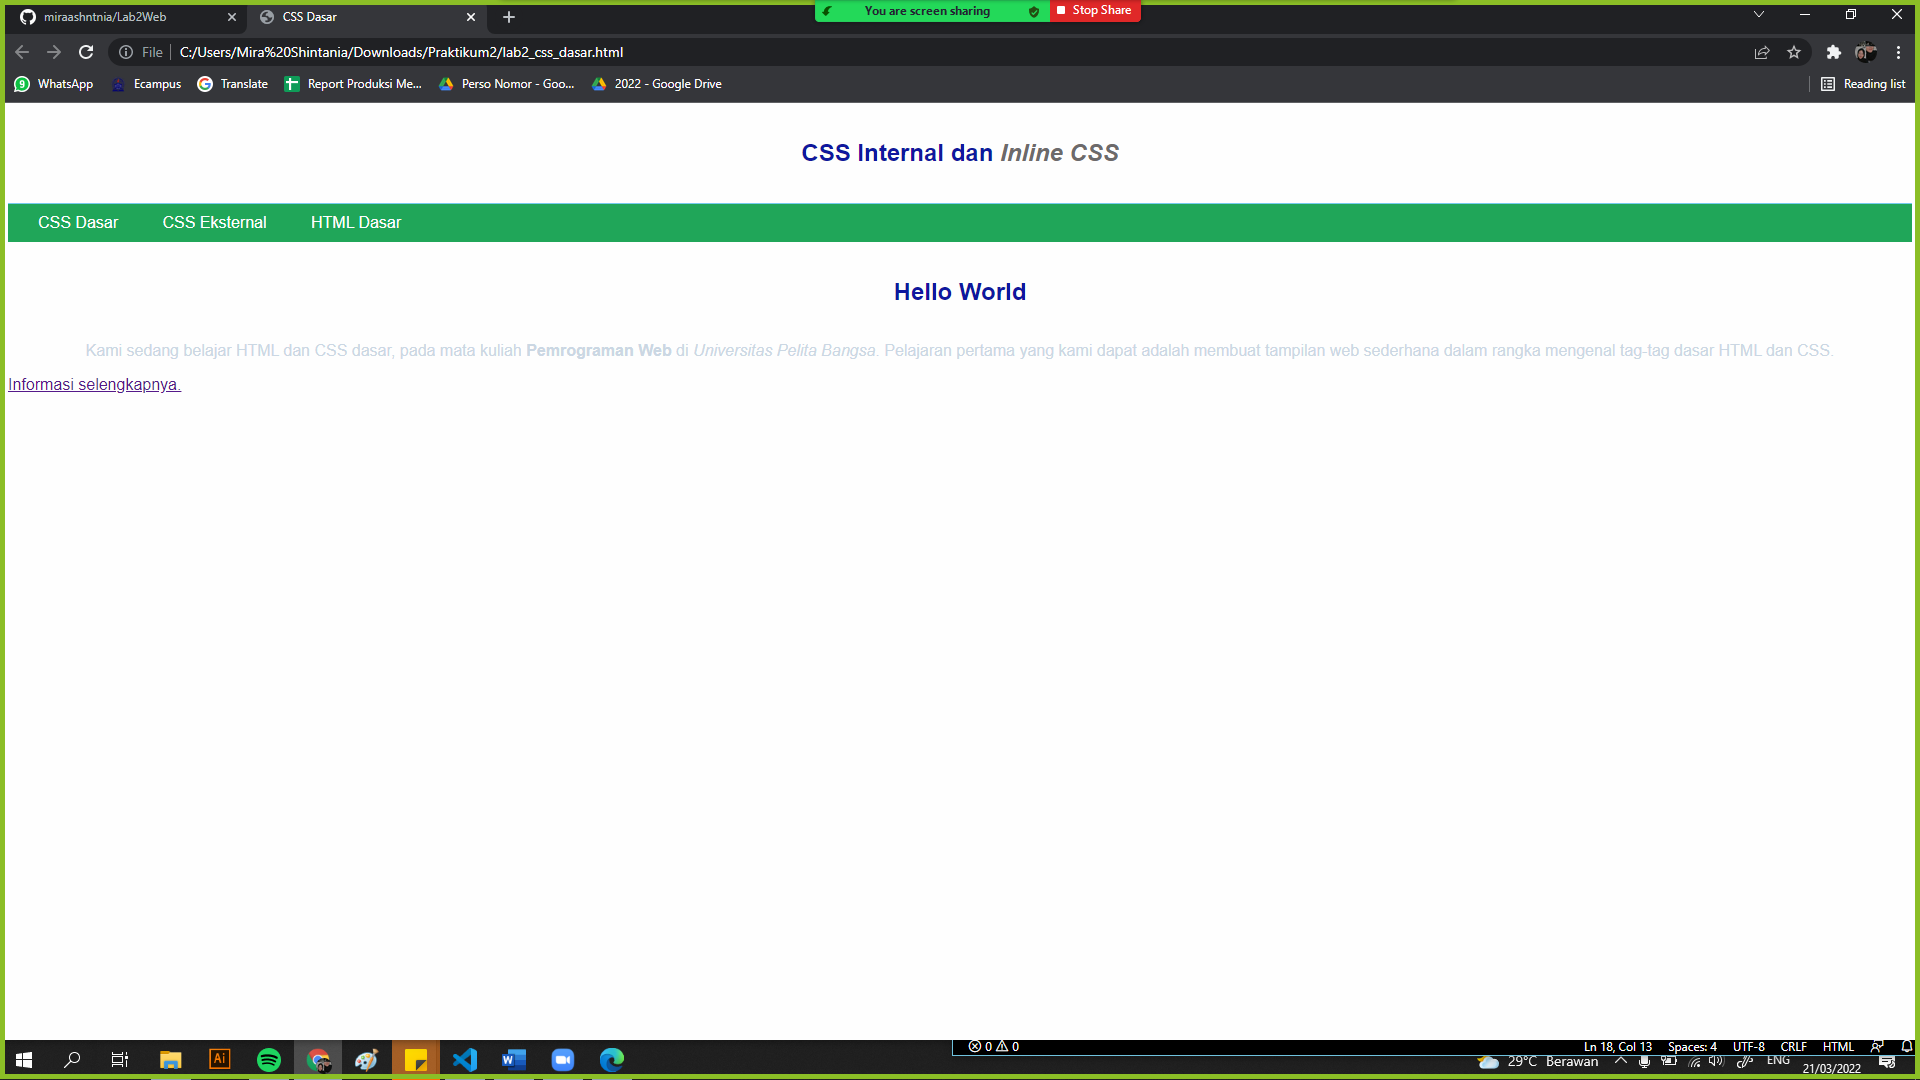 miraashntnia/Lab2Web
CSS Dasar
You are screen sharing
Stop Share
File
C:/Users/Mira%20Shintania/Downloads/Praktikum2/lab2_css_dasar.html
9
WhatsApp
Ecampus
Translate
Report Produksi Me...
Perso Nomor - Goo...
2022 - Google Drive
Reading list
CSS Internal dan Inline CSS
CSS Dasar
CSS Eksternal
HTML Dasar
Hello World
Kami sedang belajar HTML dan CSS dasar, pada mata kuliah Pemrograman Web di Universitas Pelita Bangsa. Pelajaran pertama yang kami dapat adalah membuat tampilan web sederhana dalam rangka mengenal tag-tag dasar HTML dan CSS.
Informasi selengkapnya.
0
0
Ln 18, Col 13
Spaces: 4
UTF-8
CRLF
HTML
Ai
29°C Berawan
ENG
21/03/2022